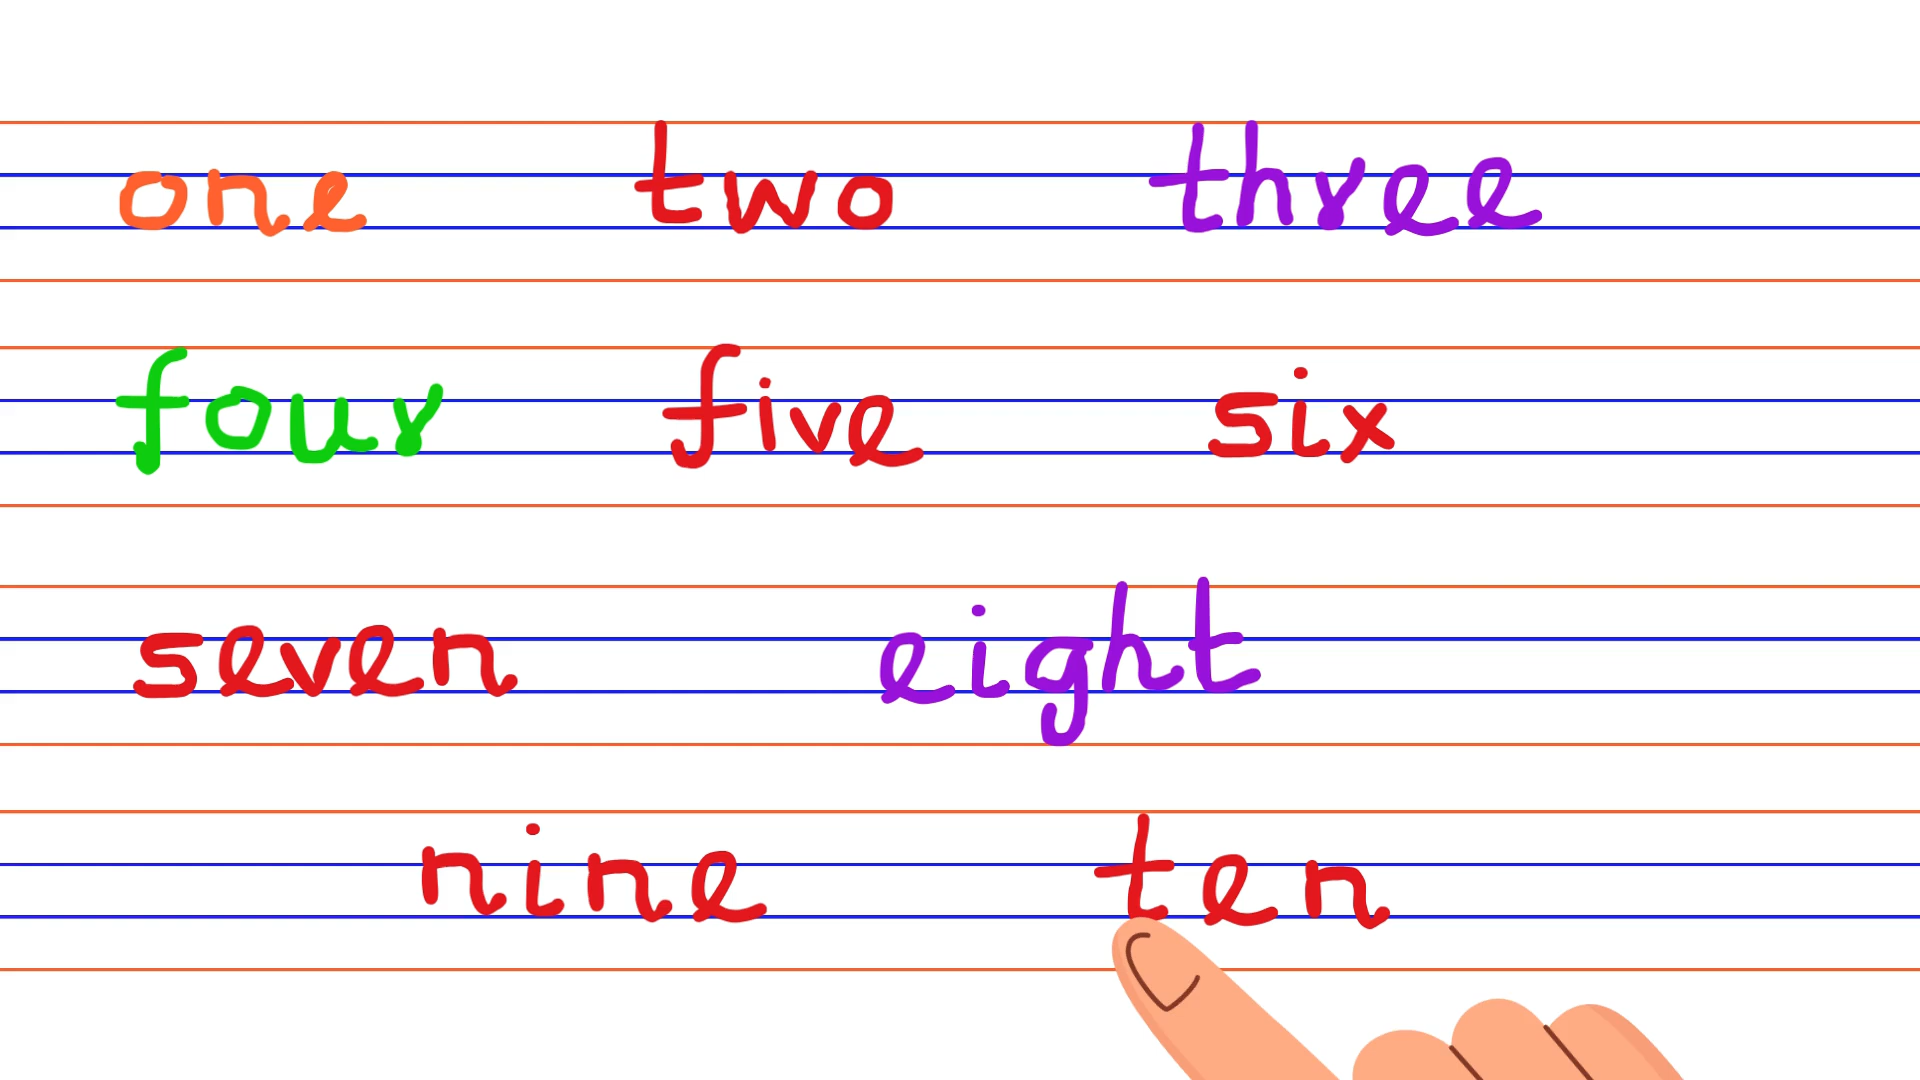 one two three
four five six
seven eight
nine ten